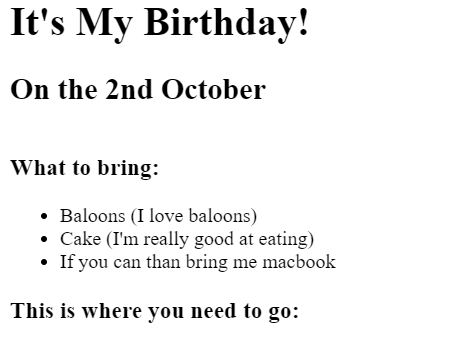 It's My Birthday!
On the 2nd October
What to bring:
Baloons (I love baloons)
Cake (I'm really good at eating)
If you can than bring me macbook
This is where you need to go: